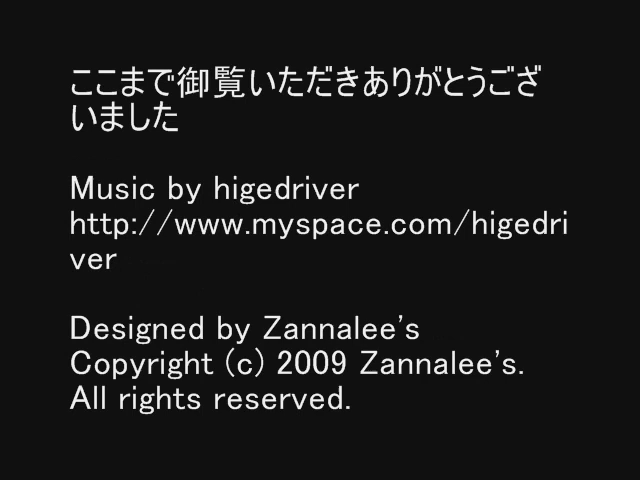 ここまで御覧いただきありがとうござ
いました
Music by higedriver
http://www.myspace.com/higedri
ver
Designed by Zannalee's
Copyright (c) 2009 Zannalee's.
All rights reserved.